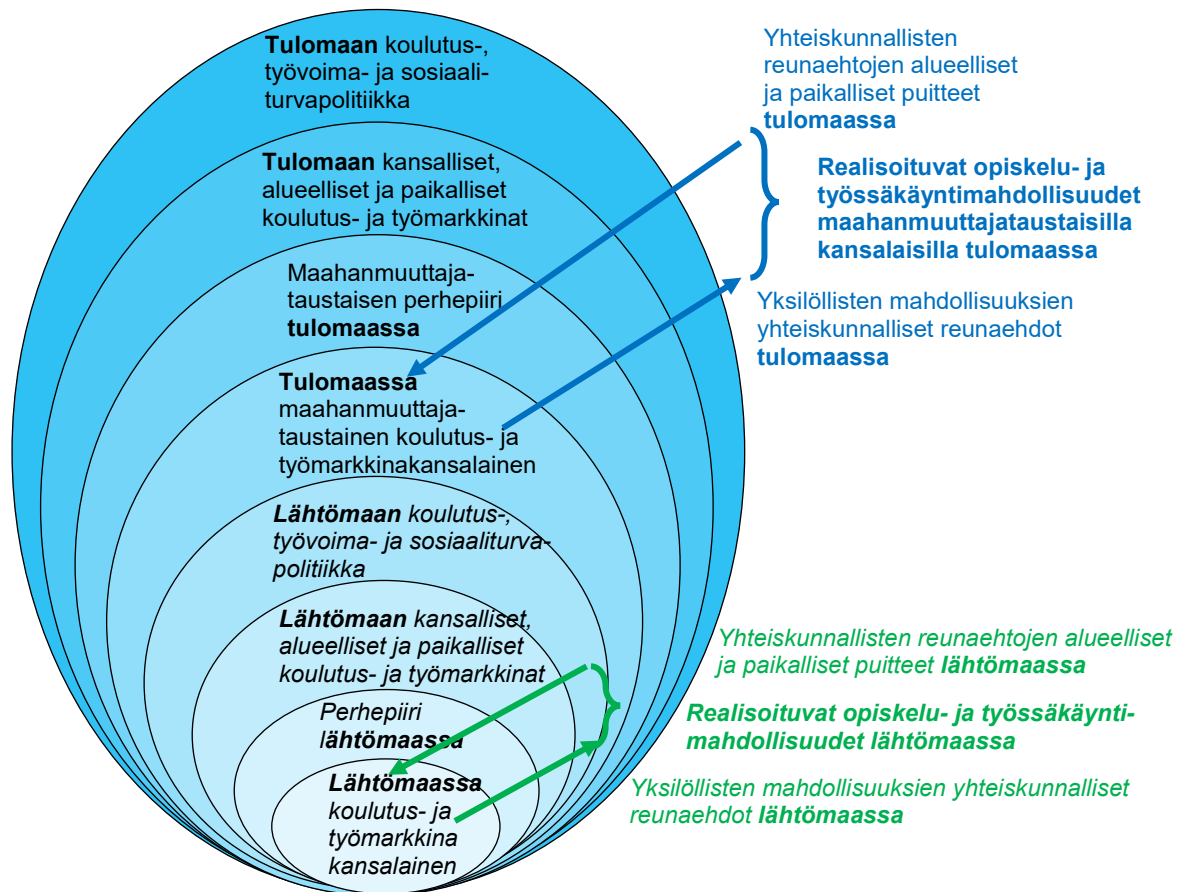 Tulomaan koulutus-,
työvoima- ja sosiaali-
turvapolitiikka
Tulomaan kansalliset,
alueelliset ja paikalliset
koulutus- ja työmarkkinat
Maahanmuuttaja-
taustaisen perhepiiri
tulomaassa
Tulomaassa
maahanmuuttaja-
taustainen koulutus- ja
työmarkkinakansalainen
Lähtömaan koulutus-,
työvoima- ja sosiaaliturva-
politiikka
Lähtömaan kansalliset,
alueelliset ja paikalliset
koulutus- ja työmarkkinat
Perhepiiri
lähtömaassa
Lähtömaassa
koulutus- ja
työmarkkina
kansalainen
Yhteiskunnallisten
reunaehtojen alueelliset
ja paikalliset puitteet
tulomaassa
Realisoituvat opiskelu- ja
työssäkäyntimahdollisuudet
maahanmuuttajataustaisilla
kansalaisilla tulomaassa
Yksilöllisten mahdollisuuksien
yhteiskunnalliset reunaehdot
tulomaassa
Yhteiskunnallisten reunaehtojen alueelliset
ja paikalliset puitteet lähtömaassa
Realisoituvat opiskelu- ja työssäkäynti-
mahdollisuudet lähtömaassa
Yksilöllisten mahdollisuuksien yhteiskunnalliset
reunaehdot lähtömaassa